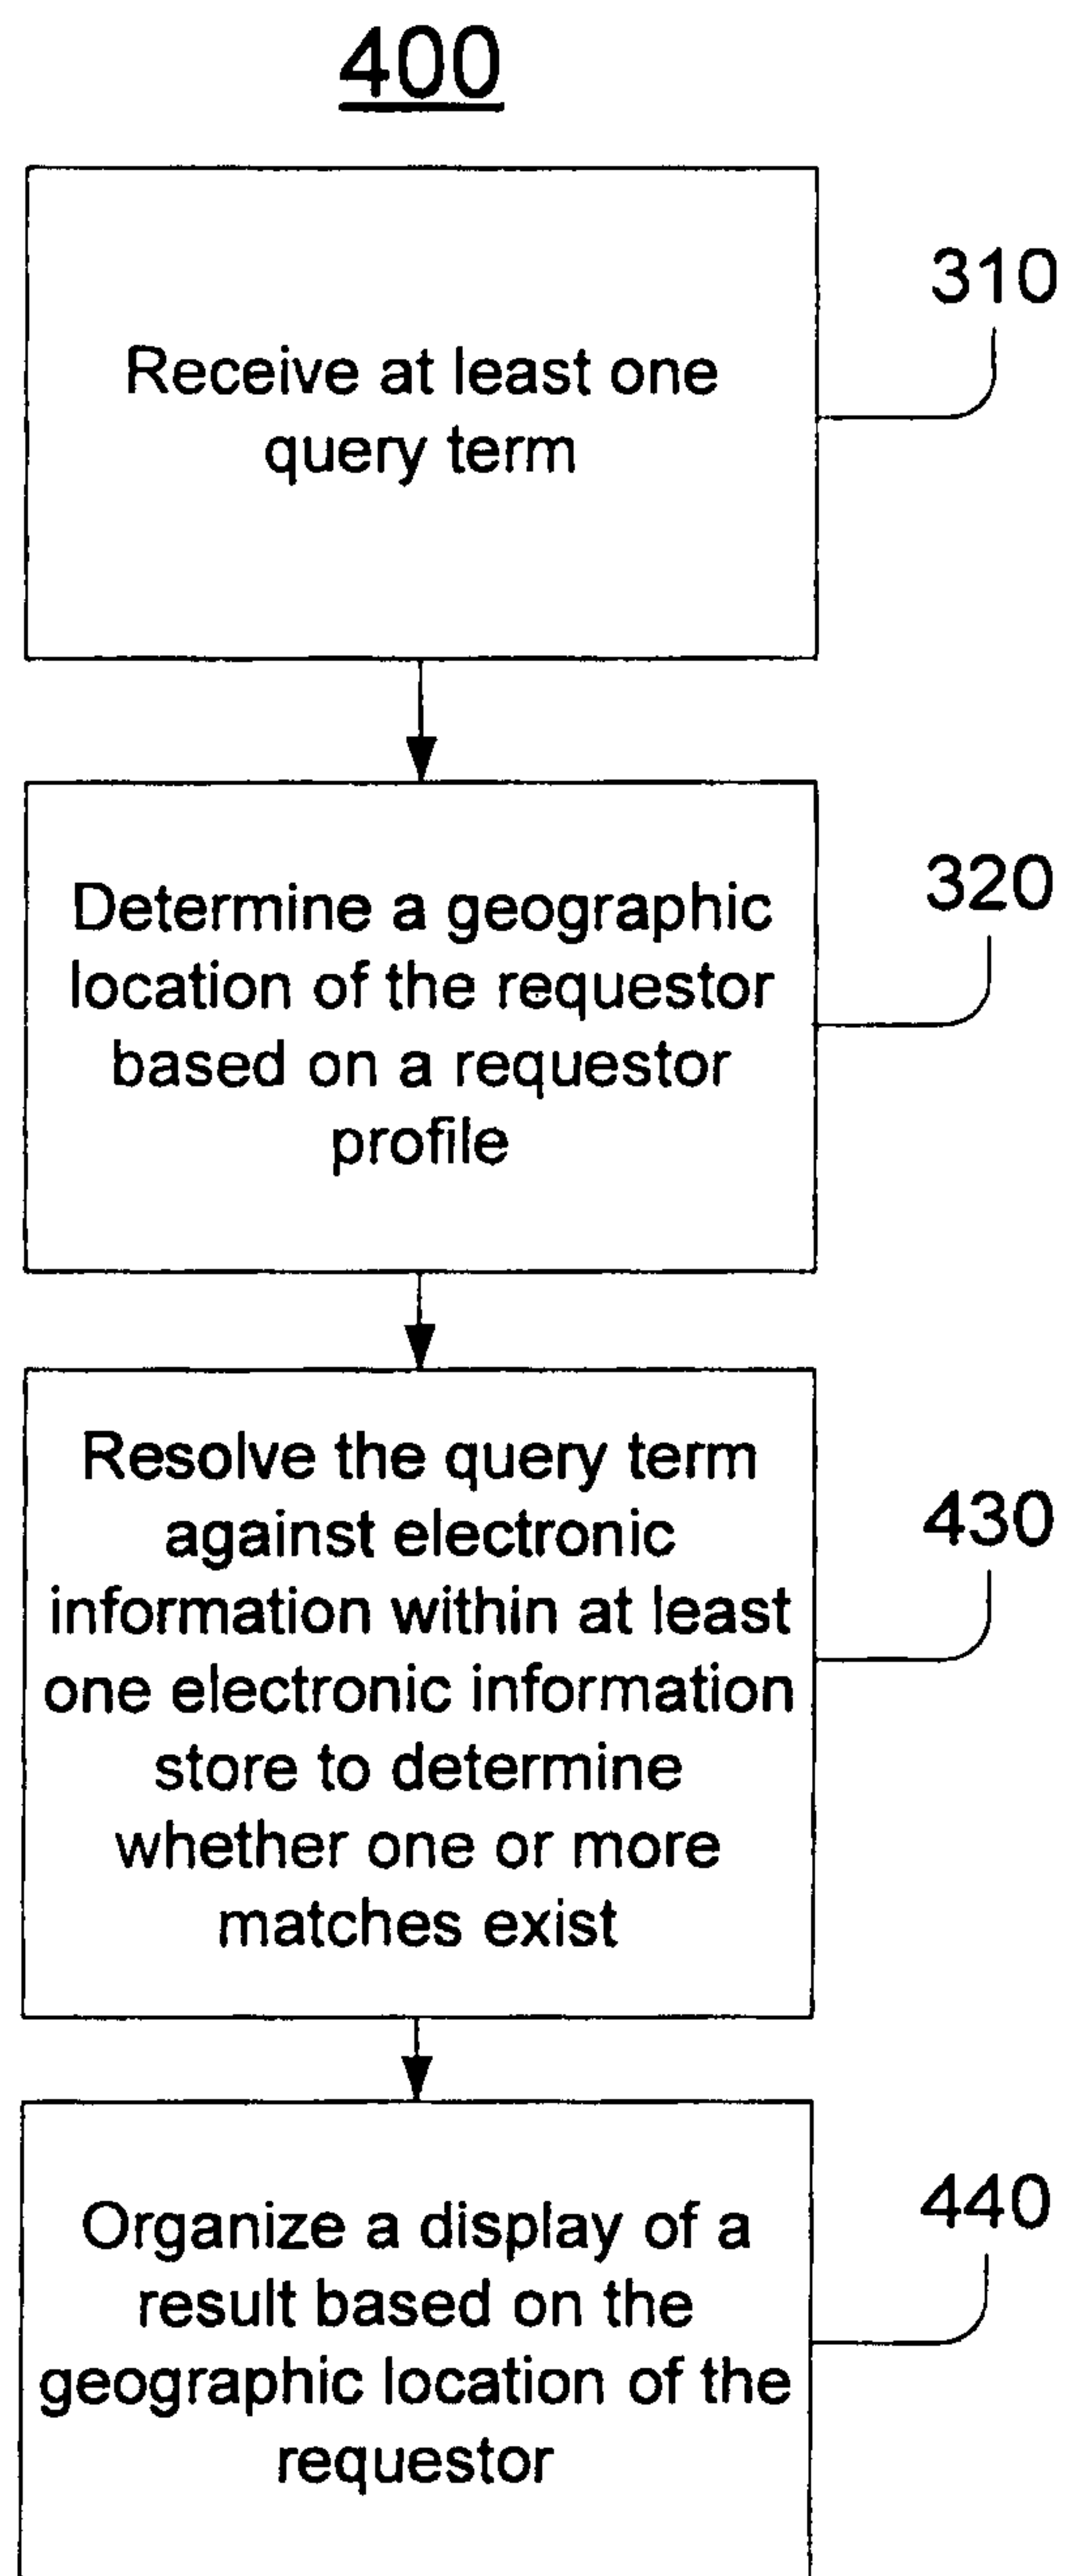 400
Receive at least one
query term
310
Determine a geographic
location of the requestor
based on a requestor
profile
320
Resolve the query term
against electronic
information within at least
one electronic information
store to determine
whether one or more
matches exist
430
Organize a display of a
result based on the
geographic location of the
requestor
440